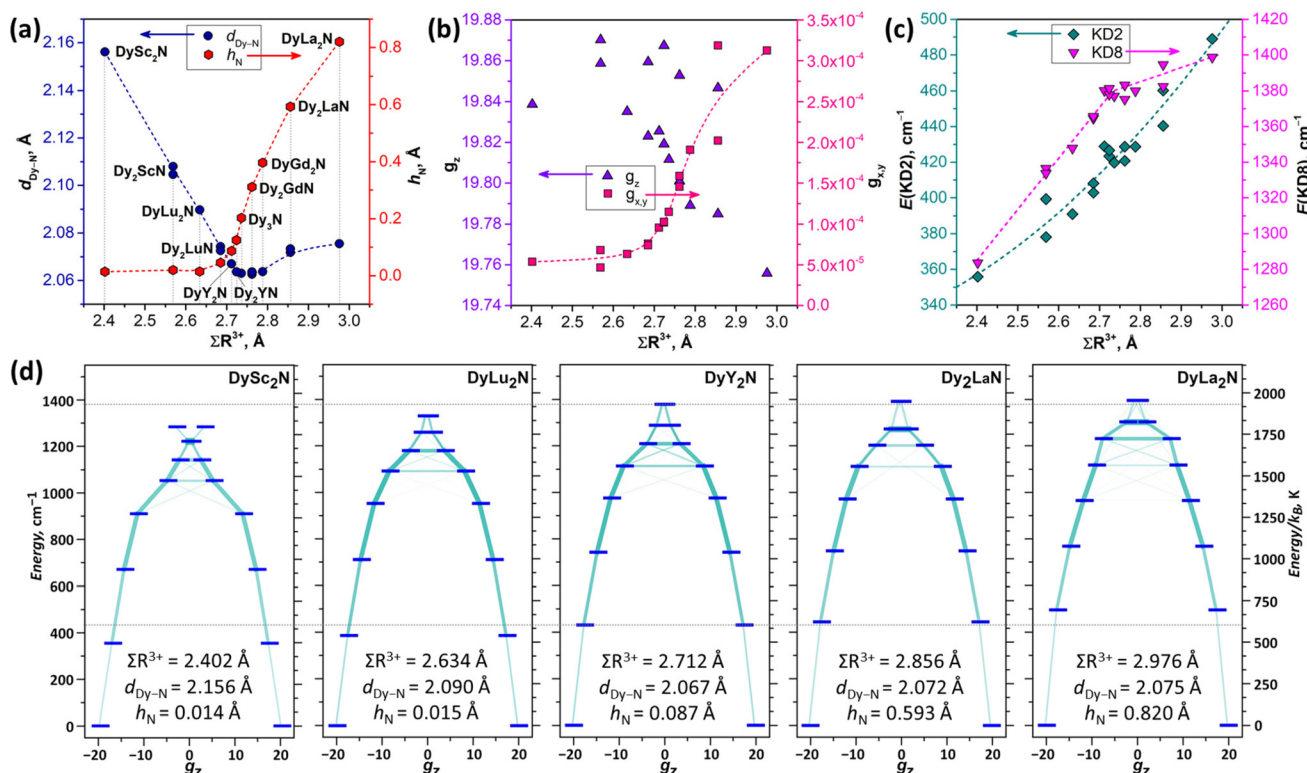 (a)
d_Dy–N
h_N
DySc₂N
DyLa₂N
Dy₂LaN
Dy₂ScN
DyGd₂N
DyLu₂N
Dy₂GdN
Dy₃N
Dy₂LuN
DyY₂N
Dy₂YN
2.16
2.14
2.12
2.10
2.08
2.06
d_Dy–N, Å
0.8
0.6
0.4
0.2
0.0
h_N, Å
2.4 2.5 2.6 2.7 2.8 2.9 3.0
ΣR³⁺, Å
(b)
19.88
19.86
19.84
19.82
19.80
19.78
19.76
19.74
g_z
g_z
g_x,y
3.5x10⁻⁴
3.0x10⁻⁴
2.5x10⁻⁴
2.0x10⁻⁴
1.5x10⁻⁴
1.0x10⁻⁴
5.0x10⁻⁵
0.0
g_x,y
2.4 2.5 2.6 2.7 2.8 2.9 3.0
ΣR³⁺, Å
(c)
KD2
KD8
500
480
460
440
420
400
380
360
340
E(KD2), cm⁻¹
1420
1400
1380
1360
1340
1320
1300
1280
1260
E(KD8), cm⁻¹
2.4 2.5 2.6 2.7 2.8 2.9 3.0
ΣR³⁺, Å
(d)
DySc₂N
DyLu₂N
DyY₂N
Dy₂LaN
DyLa₂N
1400
1200
1000
800
600
400
200
0
Energy, cm⁻¹
2000
1750
1500
1250
1000
750
500
250
0
Energy/k_B, K
ΣR³⁺ = 2.402 Å
d_Dy–N = 2.156 Å
h_N = 0.014 Å
ΣR³⁺ = 2.634 Å
d_Dy–N = 2.090 Å
h_N = 0.015 Å
ΣR³⁺ = 2.712 Å
d_Dy–N = 2.067 Å
h_N = 0.087 Å
ΣR³⁺ = 2.856 Å
d_Dy–N = 2.072 Å
h_N = 0.593 Å
ΣR³⁺ = 2.976 Å
d_Dy–N = 2.075 Å
h_N = 0.820 Å
−20 −10 0 10 20
g_z
−20 −10 0 10 20
g_z
−20 −10 0 10 20
g_z
−20 −10 0 10 20
g_z
−20 −10 0 10 20
g_z